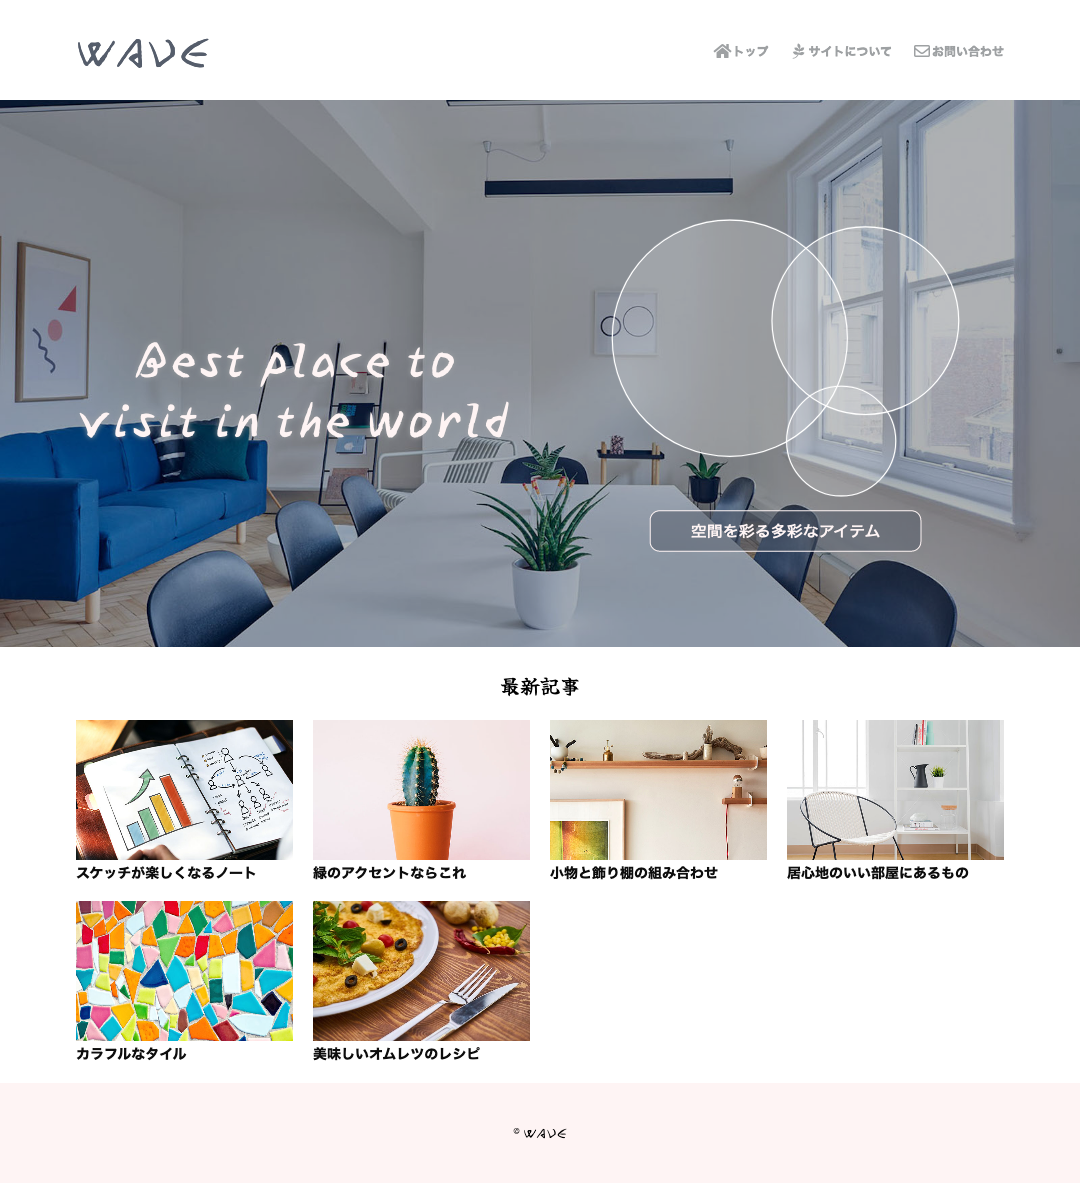 WAVE
トップ
サイトについて
お問い合わせ
Best place to
visit in the world
空間を彩る多彩なアイテム
最新記事
スケッチが楽しくなるノート
緑のアクセントならこれ
小物と飾り棚の組み合わせ
居心地のいい部屋にあるもの
カラフルなタイル
美味しいオムレツのレシピ
© WAVE